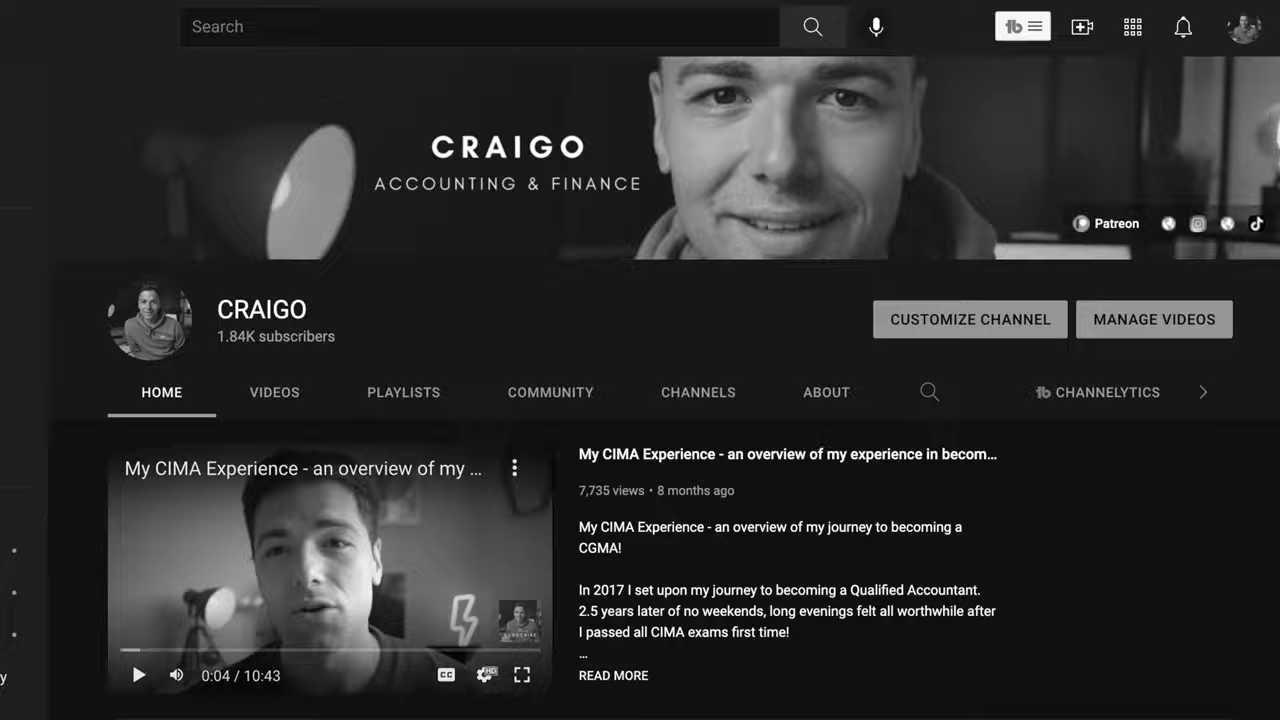 Search
CRAIGO
ACCOUNTING & FINANCE
Patreon
CRAIGO
1.84K subscribers
CUSTOMIZE CHANNEL
MANAGE VIDEOS
HOME
VIDEOS
PLAYLISTS
COMMUNITY
CHANNELS
ABOUT
CHANNELYTICS
My CIMA Experience - an overview of my ...
My CIMA Experience - an overview of my experience in becom...
7,735 views • 8 months ago
My CIMA Experience - an overview of my journey to becoming a
CGMA!
In 2017 I set upon my journey to becoming a Qualified Accountant.
2.5 years later of no weekends, long evenings felt all worthwhile after
I passed all CIMA exams first time!
...
READ MORE
SUBSCRIBE
0:04 / 10:43
CC
HD
y